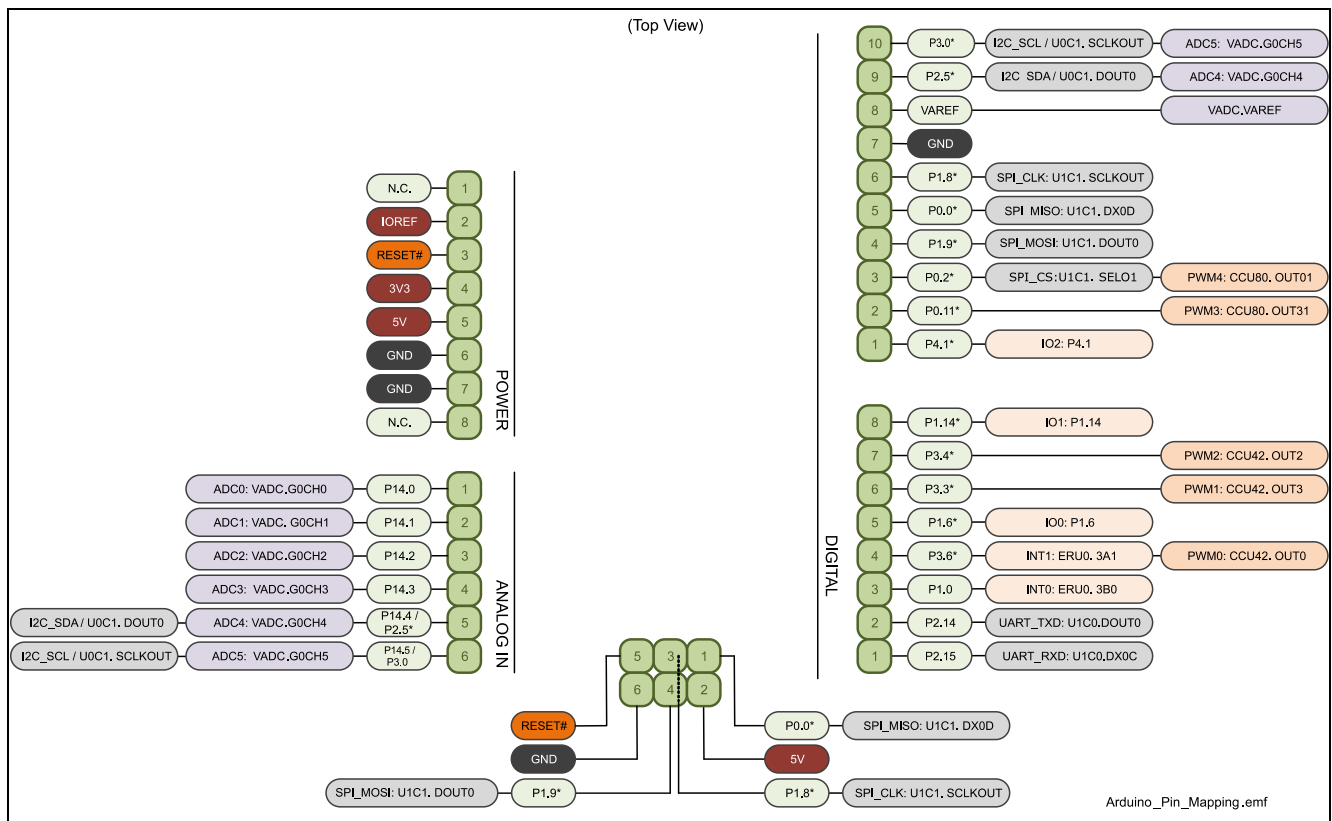 (Top View)
10 P3.0* I2C_SCL / U0C1. SCLKOUT ADC5: VADC.G0CH5
9 P2.5* I2C SDA / U0C1. DOUT0 ADC4: VADC.G0CH4
8 VAREF VADC.VAREF
7 GND
6 P1.8* SPI_CLK: U1C1. SCLKOUT
5 P0.0* SPI MISO: U1C1. DX0D
4 P1.9* SPI_MOSI: U1C1. DOUT0
3 P0.2* SPI_CS:U1C1. SELO1 PWM4: CCU80. OUT01
2 P0.11* PWM3: CCU80. OUT31
1 P4.1* IO2: P4.1
N.C. 1
IOREF 2
RESET# 3
3V3 4
5V 5
GND 6
GND 7
N.C. 8
POWER
8 P1.14* IO1: P1.14
7 P3.4* PWM2: CCU42. OUT2
6 P3.3* PWM1: CCU42. OUT3
5 P1.6* IO0: P1.6
4 P3.6* INT1: ERU0. 3A1 PWM0: CCU42. OUT0
3 P1.0 INT0: ERU0. 3B0
2 P2.14 UART_TXD: U1C0.DOUT0
1 P2.15 UART_RXD: U1C0.DX0C
DIGITAL
ADC0: VADC.G0CH0 P14.0 1
ADC1: VADC. G0CH1 P14.1 2
ADC2: VADC.G0CH2 P14.2 3
ADC3: VADC.G0CH3 P14.3 4
I2C_SDA / U0C1. DOUT0 ADC4: VADC.G0CH4 P14.4 / P2.5* 5
I2C_SCL / U0C1. SCLKOUT ADC5: VADC.G0CH5 P14.5 / P3.0 6
ANALOG IN
5 3 1
6 4 2
RESET# P0.0* SPI_MISO: U1C1. DX0D
GND 5V
SPI_MOSI: U1C1. DOUT0 P1.9* P1.8* SPI_CLK: U1C1. SCLKOUT
Arduino_Pin_Mapping.emf